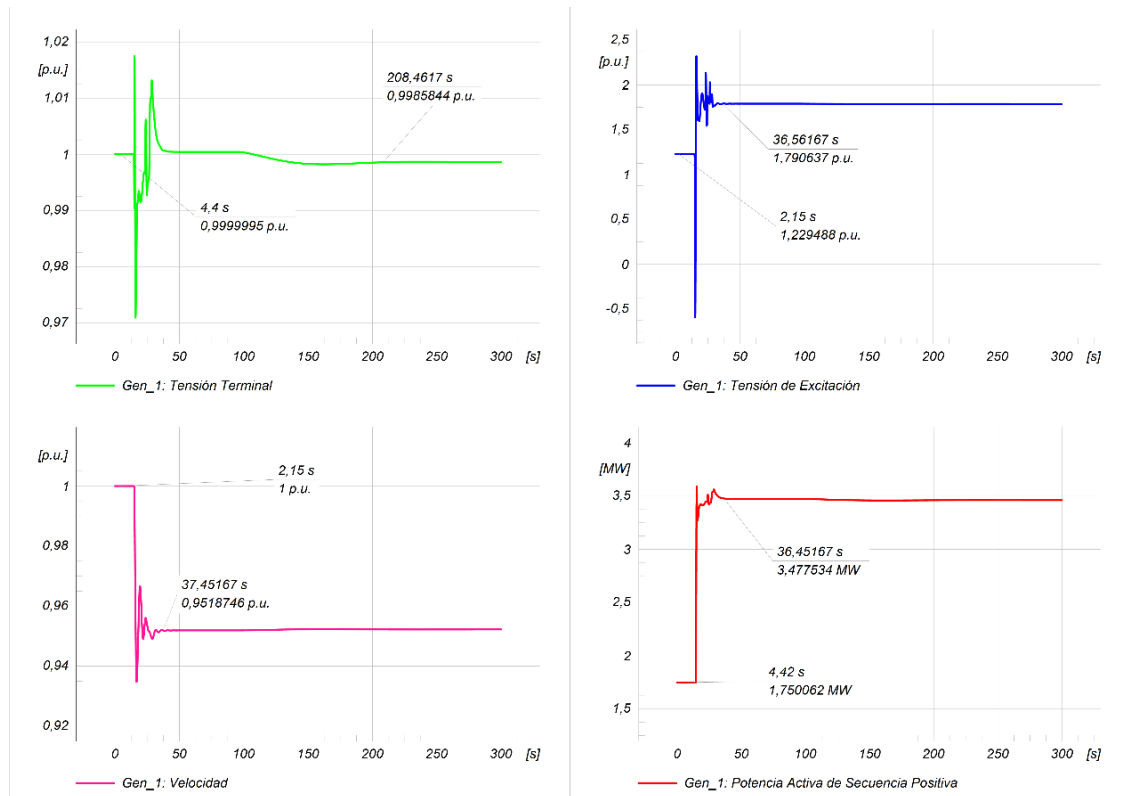 1,02
[p.u.]
1,01
1
0,99
0,98
0,97
208,4617 s
0,9985844 p.u.
4,4 s
0,9999995 p.u.
0 50 100 150 200 250 300 [s]
Gen_1: Tensión Terminal
2,5
[p.u.]
2
1,5
1
0,5
0
-0,5
36,56167 s
1,790637 p.u.
2,15 s
1,229488 p.u.
0 50 100 150 200 250 300 [s]
Gen_1: Tensión de Excitación
[p.u.]
1
0,98
0,96
0,94
0,92
2,15 s
1 p.u.
37,45167 s
0,9518746 p.u.
0 50 100 150 200 250 300 [s]
Gen_1: Velocidad
4
[MW]
3,5
3
2,5
2
1,5
36,45167 s
3,477534 MW
4,42 s
1,750062 MW
0 50 100 150 200 250 300 [s]
Gen_1: Potencia Activa de Secuencia Positiva